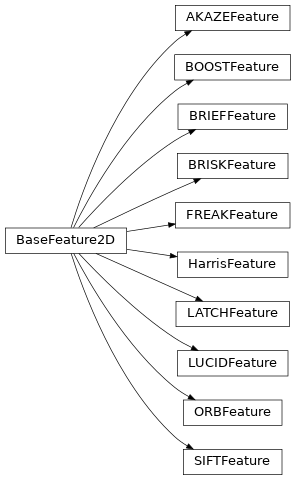 AKAZEFeature
BOOSTFeature
BRIEFFeature
BRISKFeature
FREAKFeature
BaseFeature2D
HarrisFeature
LATCHFeature
LUCIDFeature
ORBFeature
SIFTFeature